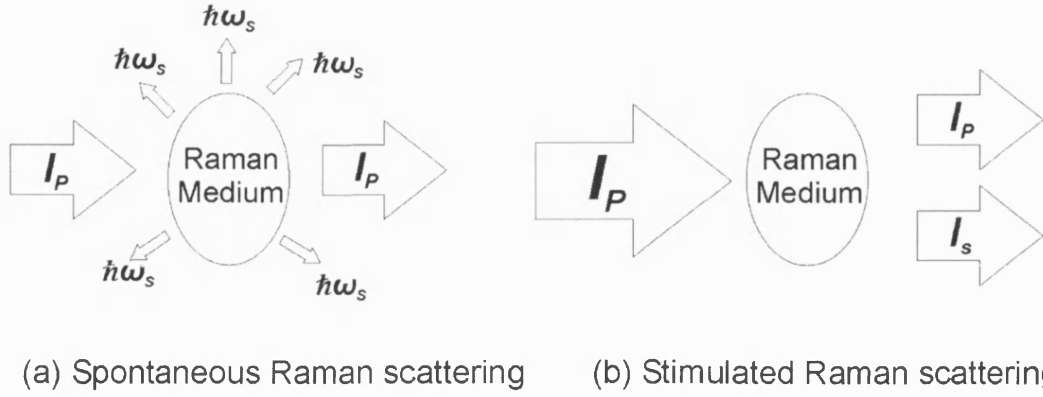 ħω_s
ħω_s
ħω_s
I_P
Raman
Medium
I_P
ħω_s
ħω_s
I_P
Raman
Medium
I_P
I_s
(a) Spontaneous Raman scattering
(b) Stimulated Raman scattering